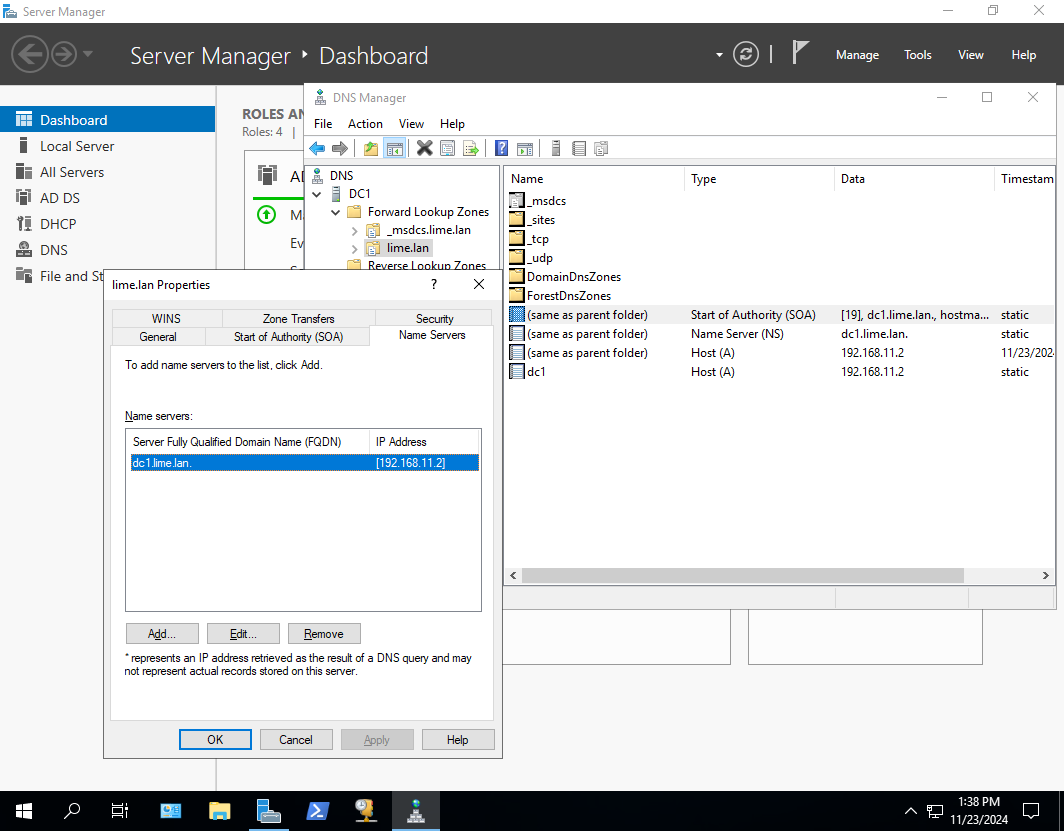 Server Manager
Server Manager ‣ Dashboard
Manage Tools View Help
Dashboard
Local Server
All Servers
AD DS
DHCP
DNS
File and St
ROLES AN
Roles: 4 |
AD
Ma
Ev
DNS Manager
File Action View Help
DNS
DC1
Forward Lookup Zones
_msdcs.lime.lan
lime.lan
Reverse Lookup Zones
Name Type Data Timestam
_msdcs
_sites
_tcp
_udp
DomainDnsZones
ForestDnsZones
(same as parent folder) Start of Authority (SOA) [19], dc1.lime.lan., hostma... static
(same as parent folder) Name Server (NS) dc1.lime.lan. static
(same as parent folder) Host (A) 192.168.11.2 11/23/202
dc1 Host (A) 192.168.11.2 static
lime.lan Properties ?
WINS Zone Transfers Security
General Start of Authority (SOA) Name Servers
To add name servers to the list, click Add.
Name servers:
Server Fully Qualified Domain Name (FQDN) IP Address
dc1.lime.lan. [192.168.11.2]
Add... Edit... Remove
* represents an IP address retrieved as the result of a DNS query and may
not represent actual records stored on this server.
OK Cancel Apply Help
1:38 PM
11/23/2024